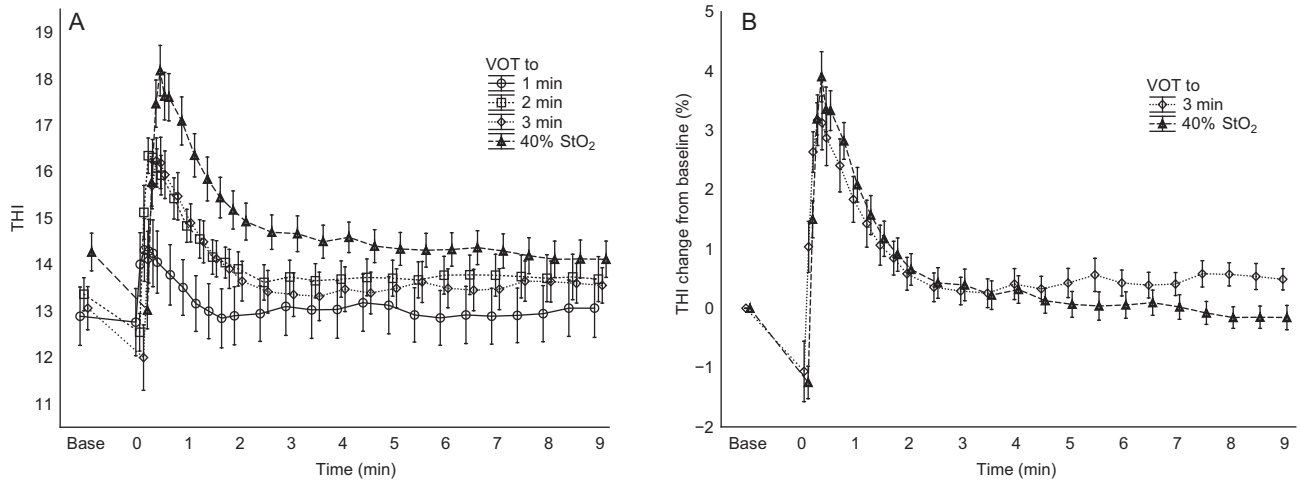 A
19
18
17
16
15
14
13
12
11
THI
VOT to
1 min
2 min
3 min
40% StO₂
Base 0 1 2 3 4 5 6 7 8 9
Time (min)
B
5
4
3
2
1
0
−1
−2
THI change from baseline (%)
VOT to
3 min
40% StO₂
Base 0 1 2 3 4 5 6 7 8 9
Time (min)